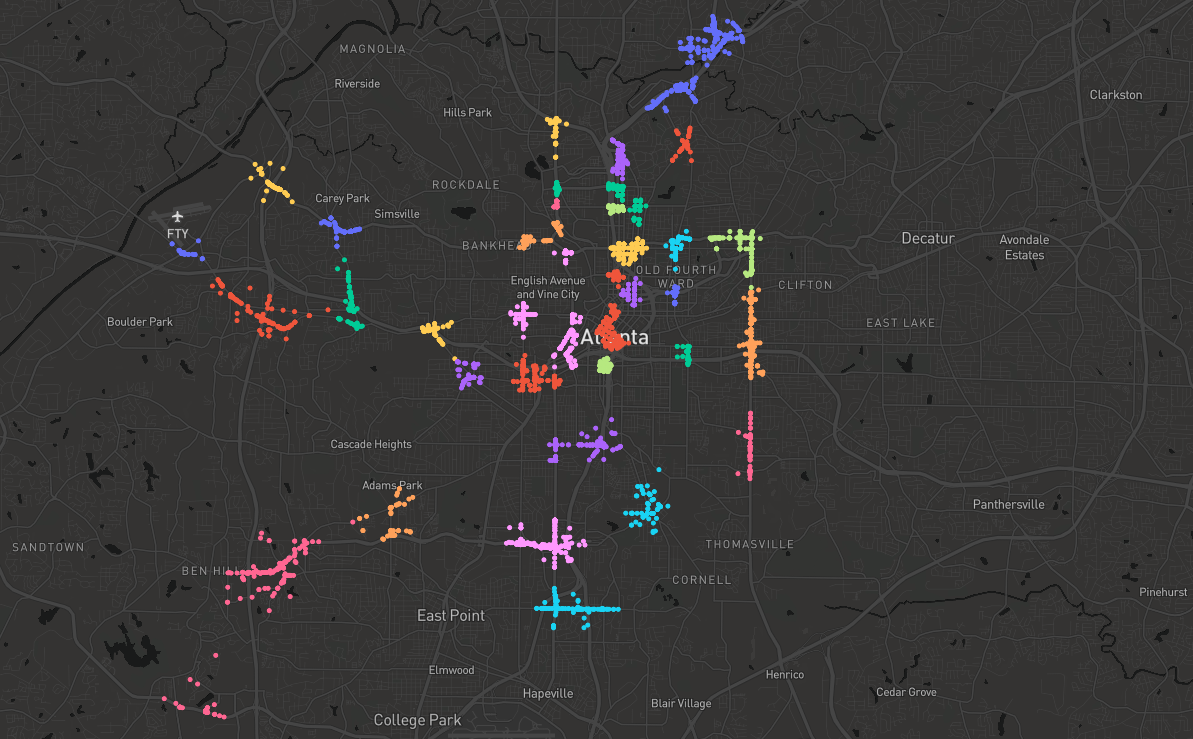 MAGNOLIA
Riverside
Clarkston
Hills Park
ROCKDALE
Carey Park
Simsville
FTY
BANKHE
Decatur
Avondale
Estates
OLD FOURTH
WARD
English Avenue
and Vine City
CLIFTON
Boulder Park
EAST LAKE
Atlanta
Cascade Heights
Adams Park
Panthersville
SANDTOWN
THOMASVILLE
BEN HILL
CORNELL
Pinehurst
East Point
Elmwood
Henrico
Hapeville
Cedar Grove
Blair Village
College Park